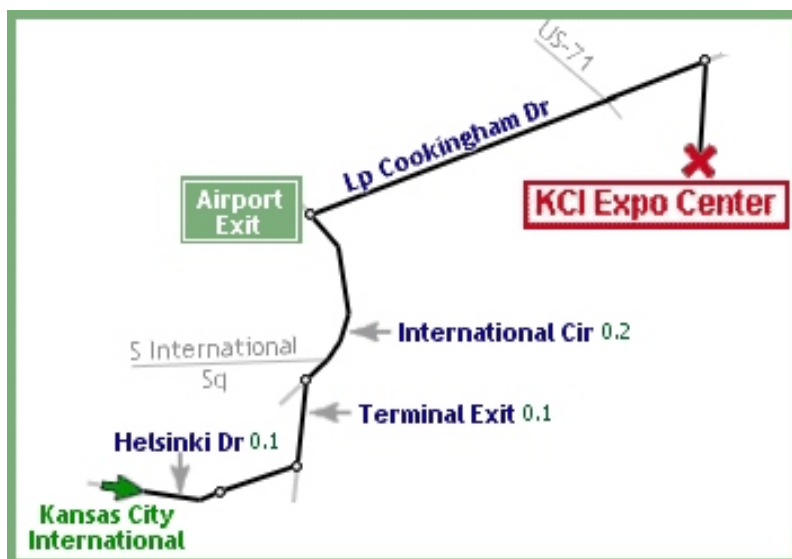 US-71
Lp Cookingham Dr
Airport
Exit
KCI Expo Center
International Cir 0.2
S International
Sq
Terminal Exit 0.1
Helsinki Dr 0.1
Kansas City
International